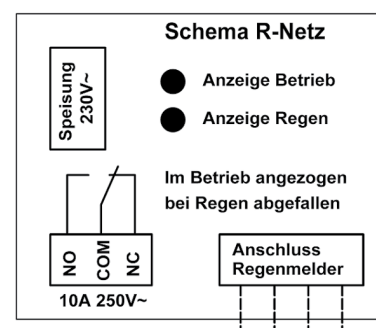 Schema R-Netz
Speisung
230V~
Anzeige Betrieb
Anzeige Regen
Im Betrieb angezogen
bei Regen abgefallen
NO
COM
NC
10A 250V~
Anschluss
Regenmelder